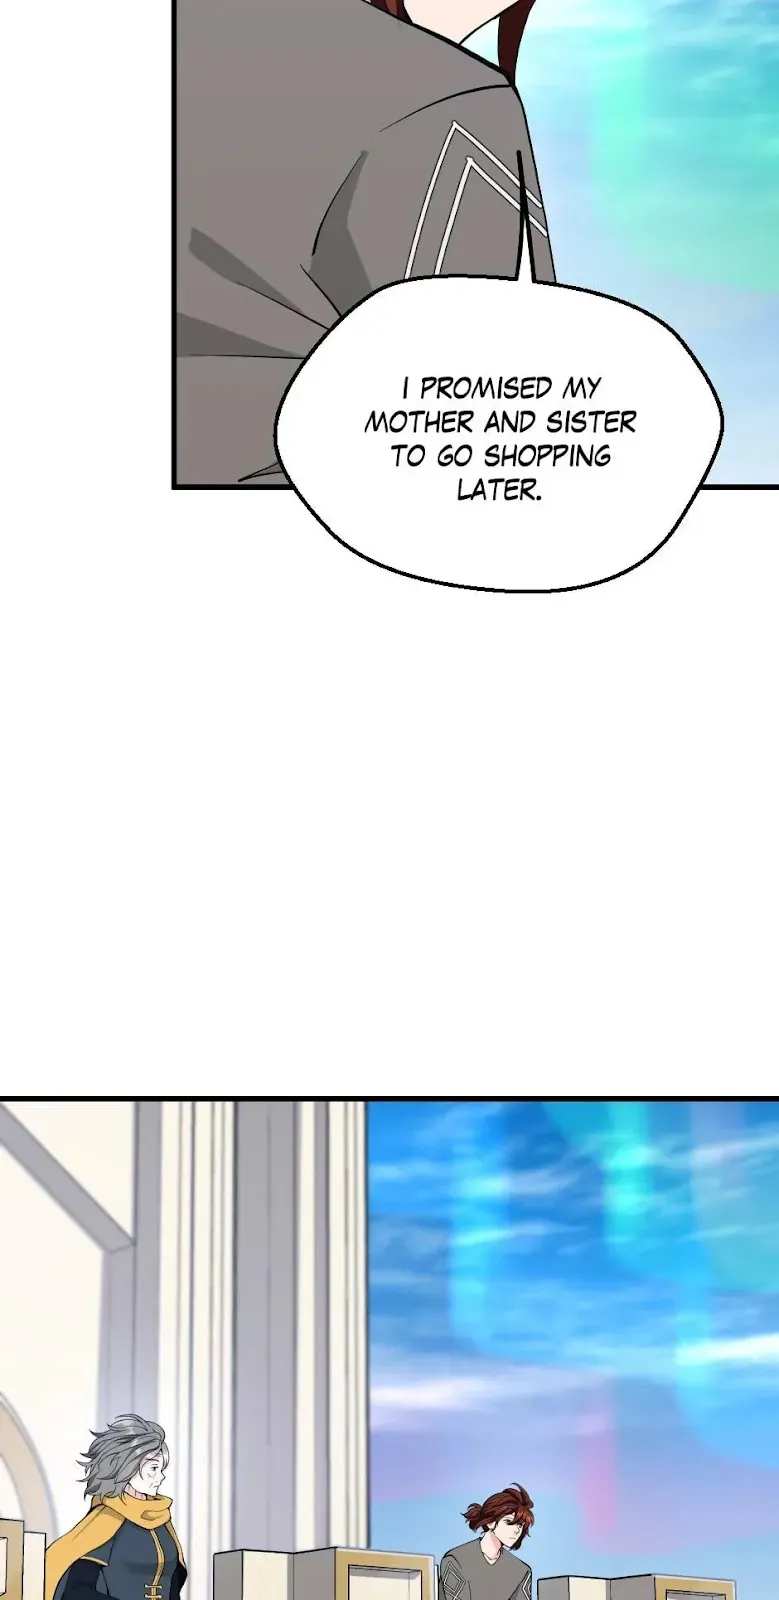 I PROMISED MY
MOTHER AND SISTER
TO GO SHOPPING
LATER.